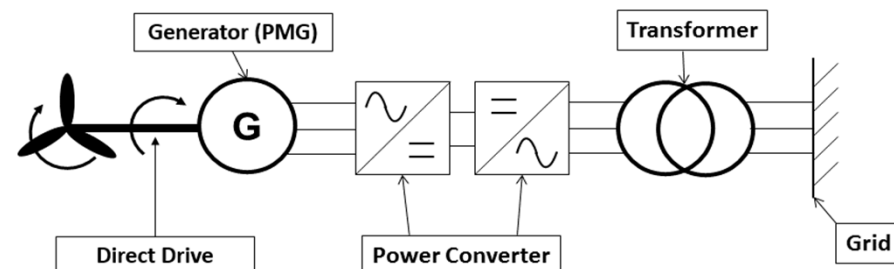 Generator (PMG)
Transformer
G
Direct Drive
Power Converter
Grid